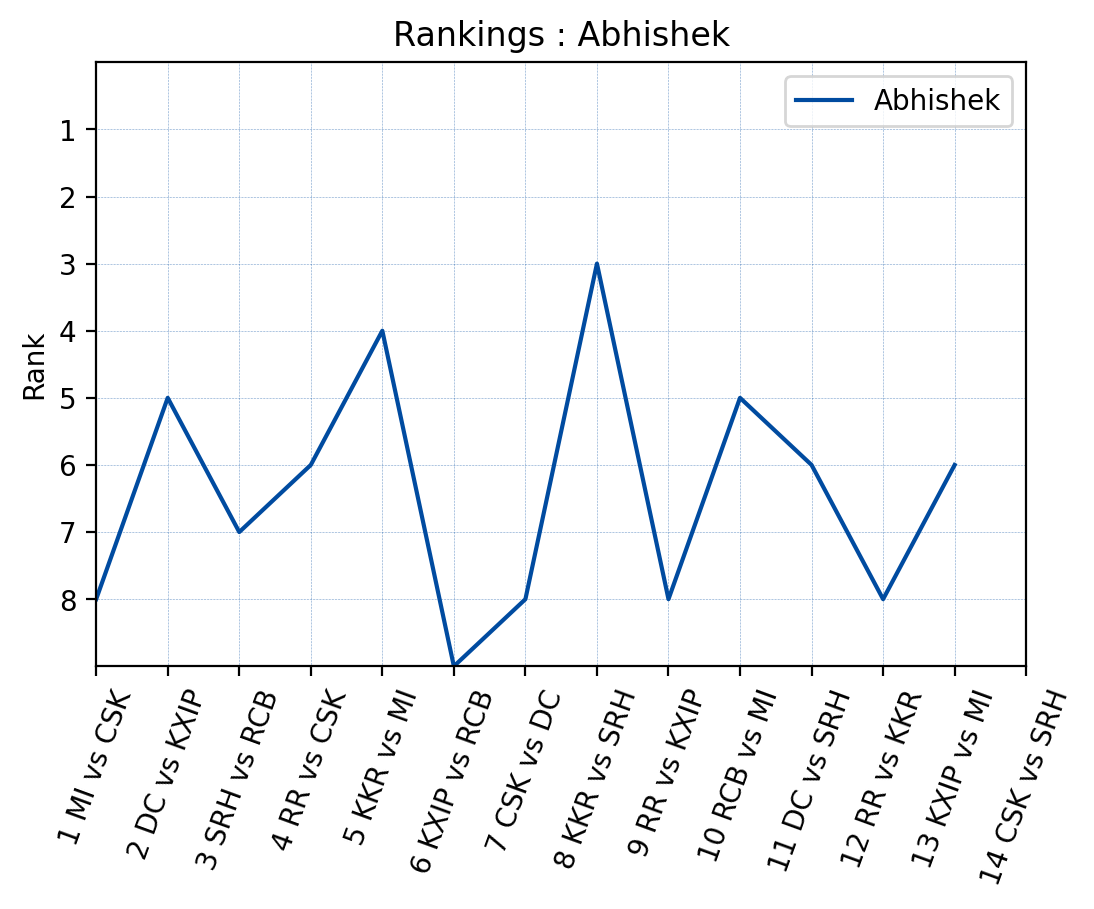 Rankings : Abhishek
Abhishek
Rank
1
2
3
4
5
6
7
8
1 MI vs CSK
2 DC vs KXIP
3 SRH vs RCB
4 RR vs CSK
5 KKR vs MI
6 KXIP vs RCB
7 CSK vs DC
8 KKR vs SRH
9 RR vs KXIP
10 RCB vs MI
11 DC vs SRH
12 RR vs KKR
13 KXIP vs MI
14 CSK vs SRH